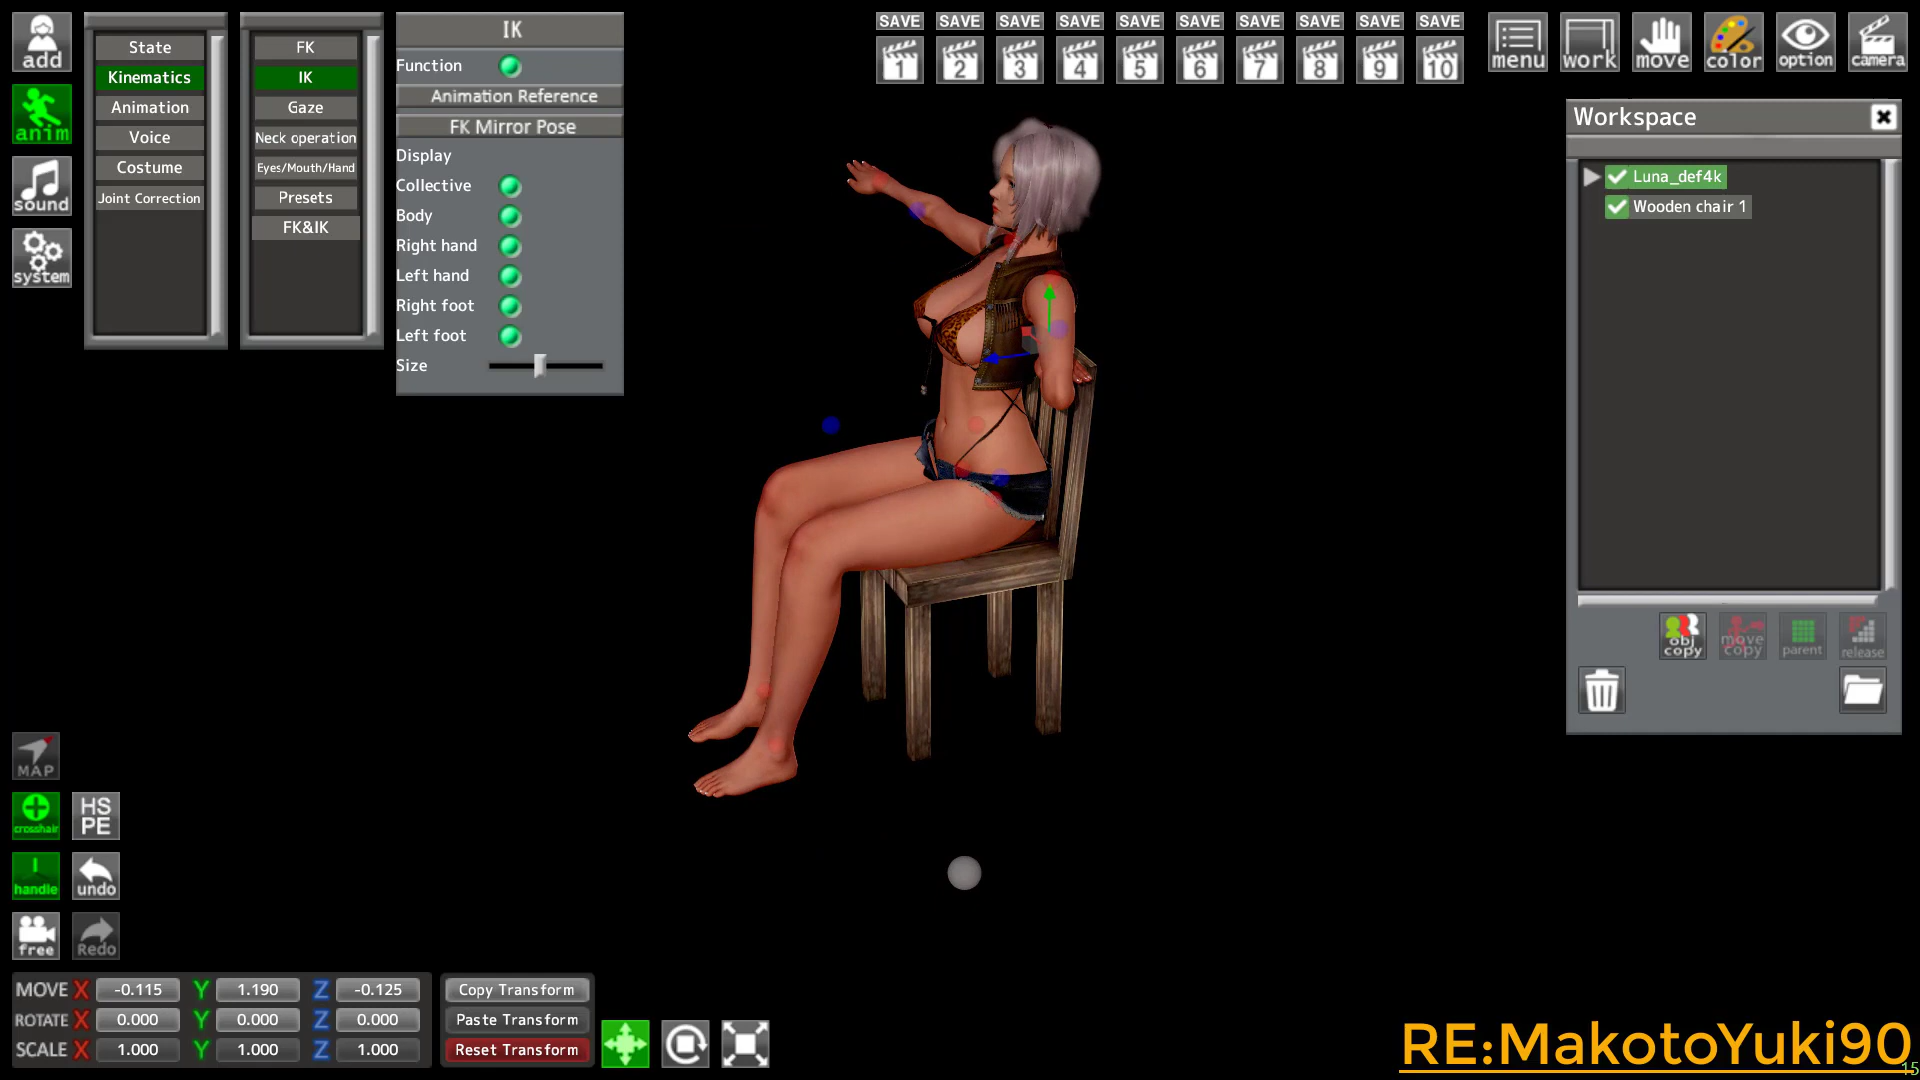 add
anim
sound
system
State
Kinematics
Animation
Voice
Costume
Joint Correction
FK
IK
Gaze
Neck operation
Eyes/Mouth/Hand
Presets
FK&IK
IK
Function
Animation Reference
FK Mirror Pose
Display
Collective
Body
Right hand
Left hand
Right foot
Left foot
Size
SAVE SAVE SAVE SAVE SAVE SAVE SAVE SAVE SAVE SAVE
1 2 3 4 5 6 7 8 9 10
menu work move color option camera
Workspace
Luna_def4k
Wooden chair 1
obj copy
move copy
parent
release
MAP
crosshair
HS PE
handle
undo
free
Redo
MOVE X -0.115 Y 1.190 Z -0.125
ROTATE X 0.000 Y 0.000 Z 0.000
SCALE X 1.000 Y 1.000 Z 1.000
Copy Transform
Paste Transform
Reset Transform
RE:MakotoYuki90
15